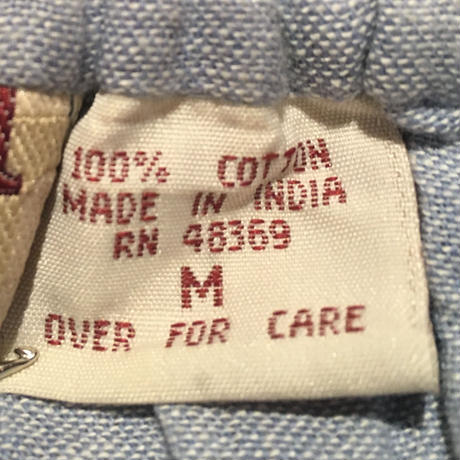 100% COTTON
MADE IN INDIA
RN 48369
M
OVER FOR CARE